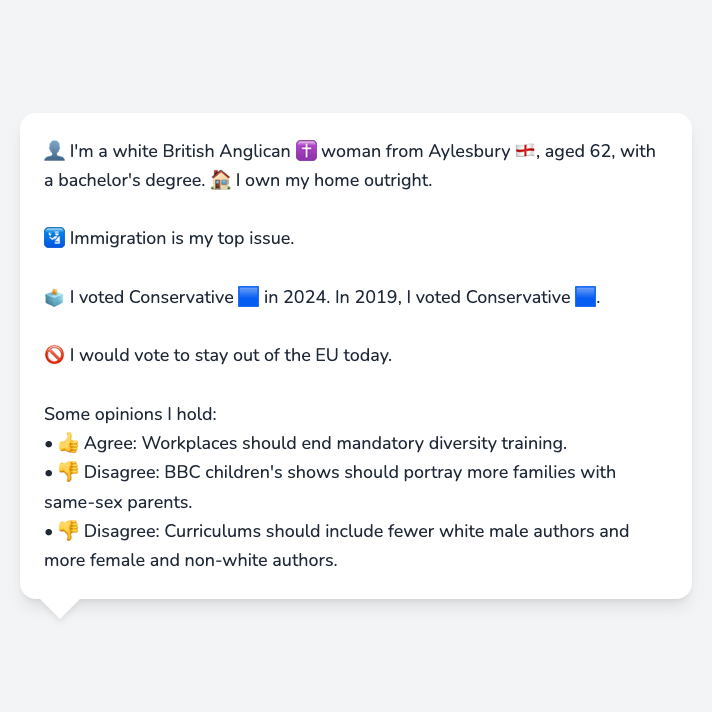 👤 I'm a white British Anglican ✝️ woman from Aylesbury 🏴󠁧󠁢󠁥󠁮󠁧󠁿, aged 62, with
a bachelor's degree. 🏠 I own my home outright.
🛂 Immigration is my top issue.
🗳️ I voted Conservative 🟦 in 2024. In 2019, I voted Conservative 🟦.
🚫 I would vote to stay out of the EU today.
Some opinions I hold:
• 👍 Agree: Workplaces should end mandatory diversity training.
• 👎 Disagree: BBC children's shows should portray more families with
same-sex parents.
• 👎 Disagree: Curriculums should include fewer white male authors and
more female and non-white authors.